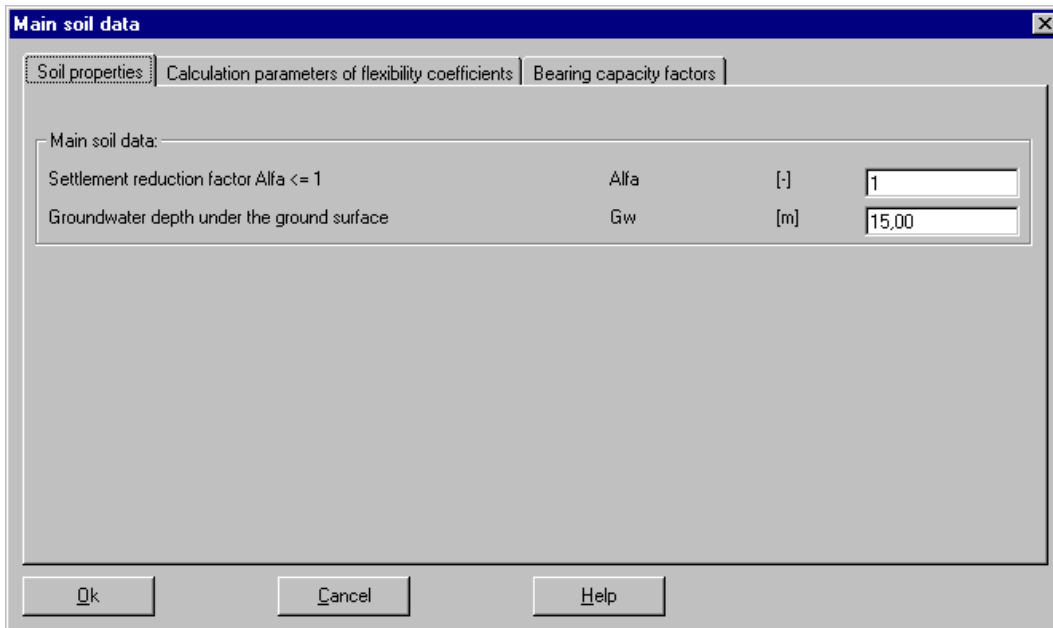 Main soil data
Soil properties Calculation parameters of flexibility coefficients Bearing capacity factors
Main soil data:
Settlement reduction factor Alfa <= 1 Alfa [-] 1
Groundwater depth under the ground surface Gw [m] 15,00
Ok Cancel Help